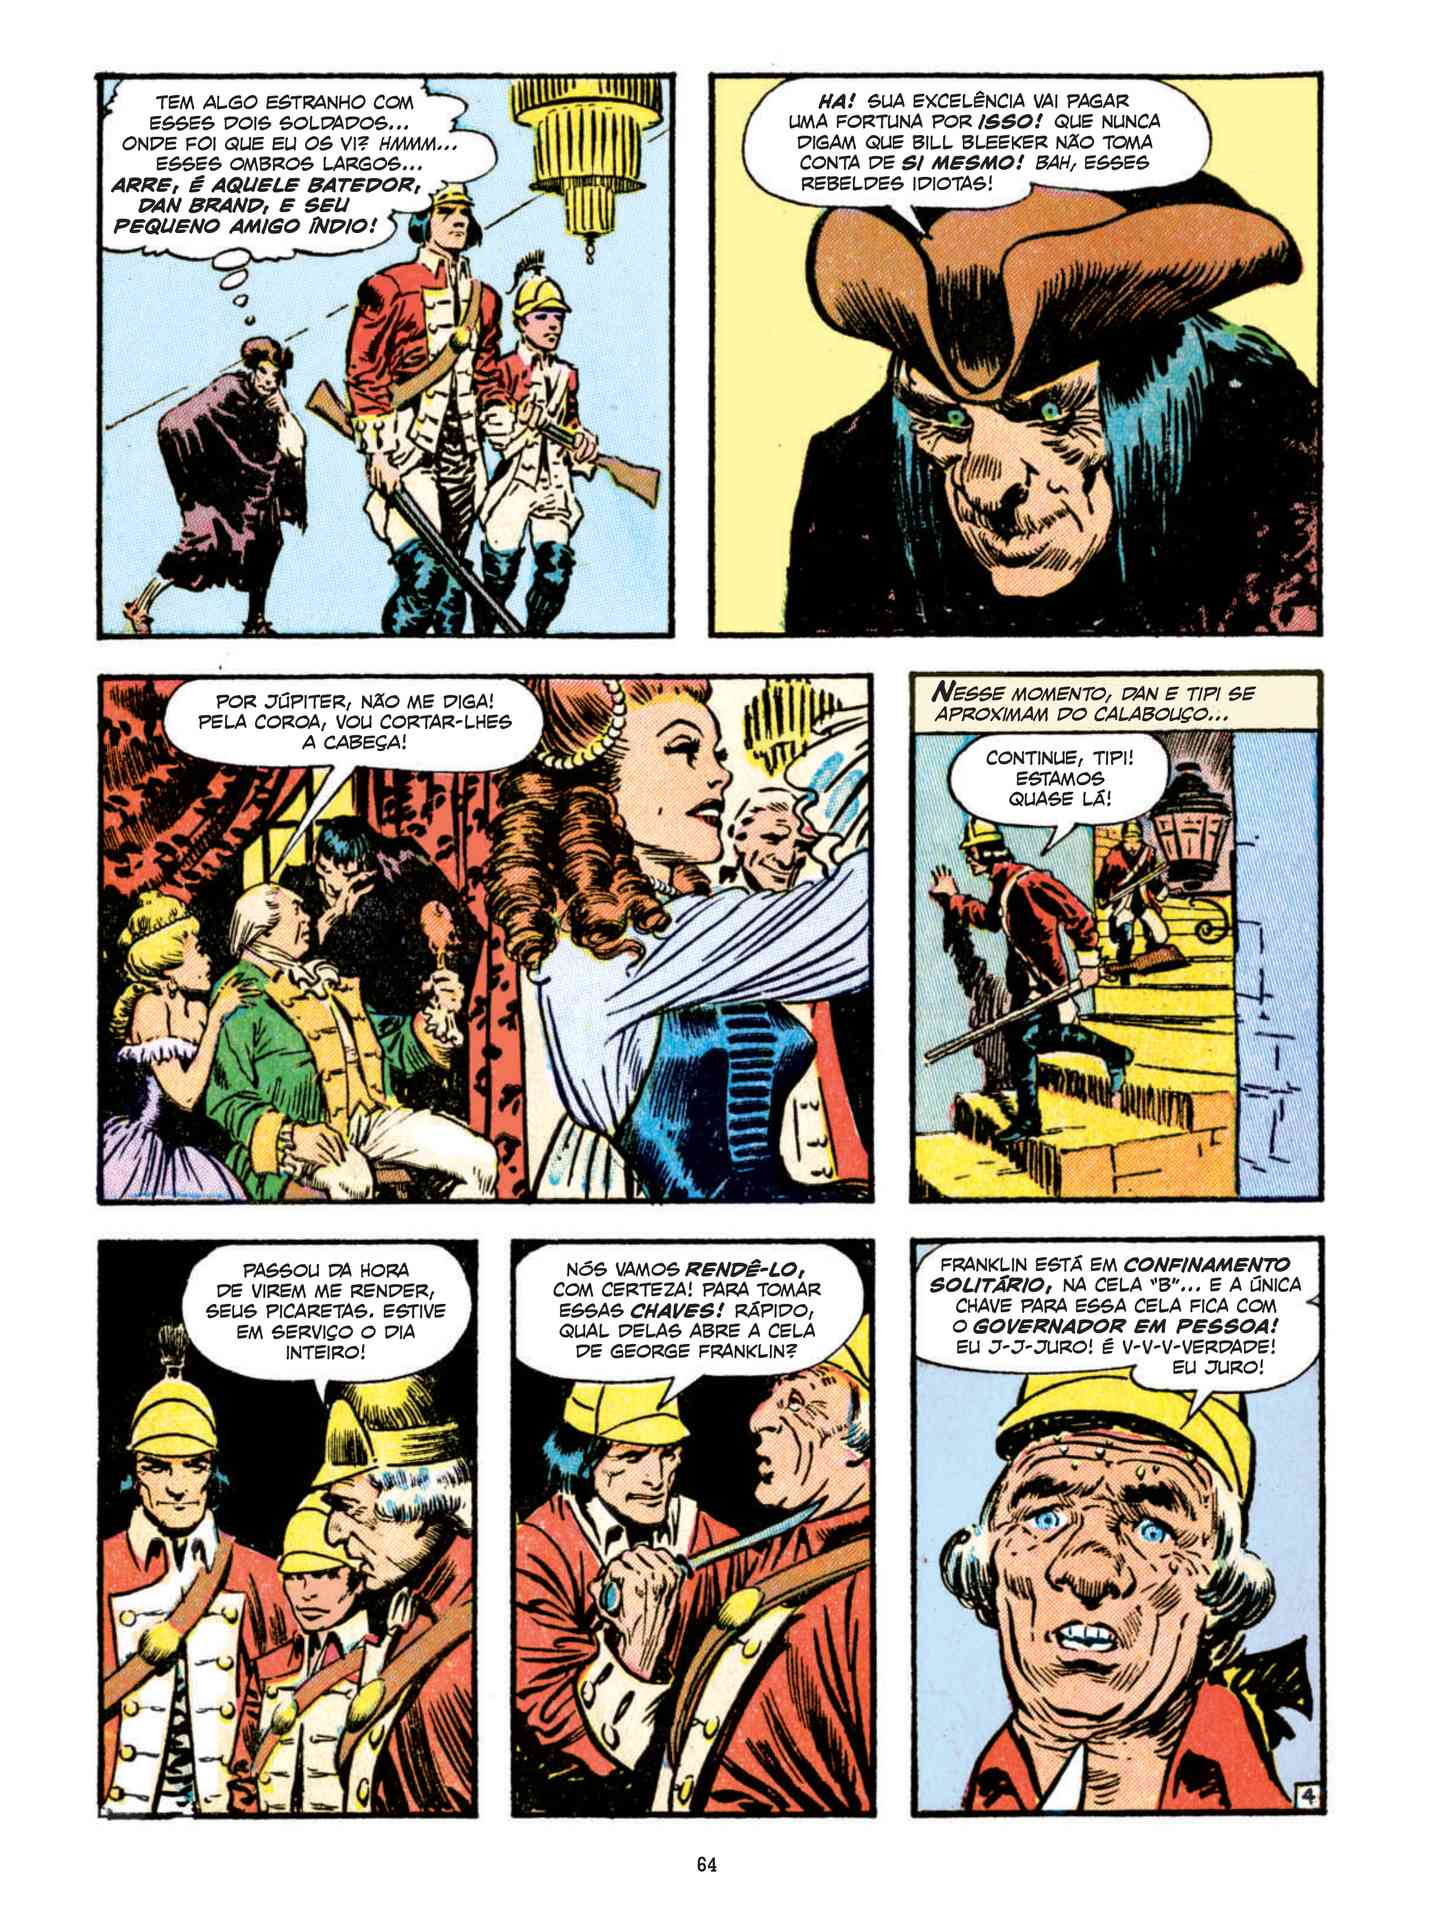 TEM ALGO ESTRANHO COM
ESSES DOIS SOLDADOS...
ONDE FOI QUE EU OS VI? HMMM...
ESSES OMBROS LARGOS...
ARRE, É AQUELE BATEDOR,
DAN BRAND, E SEU
PEQUENO AMIGO ÍNDIO!
HA! SUA EXCELÊNCIA VAI PAGAR
UMA FORTUNA POR ISSO! QUE NUNCA
DIGAM QUE BILL BLEEKER NÃO TOMA
CONTA DE SI MESMO! BAH, ESSES
REBELDES IDIOTAS!
POR JÚPITER, NÃO ME DIGA!
PELA COROA, VOU CORTAR-LHES
A CABEÇA!
NESSE MOMENTO, DAN E TIPI SE
APROXIMAM DO CALABOUÇO...
CONTINUE, TIPI!
ESTAMOS
QUASE LÁ!
PASSOU DA HORA
DE VIREM ME RENDER,
SEUS PICARETAS. ESTIVE
EM SERVIÇO O DIA
INTEIRO!
NÓS VAMOS RENDÊ-LO,
COM CERTEZA! PARA TOMAR
ESSAS CHAVES! RÁPIDO,
QUAL DELAS ABRE A CELA
DE GEORGE FRANKLIN?
FRANKLIN ESTÁ EM CONFINAMENTO
SOLITÁRIO, NA CELA "B"... E A ÚNICA
CHAVE PARA ESSA CELA FICA COM
O GOVERNADOR EM PESSOA!
EU J-J-JURO! É V-V-V-VERDADE!
EU JURO!
4
64